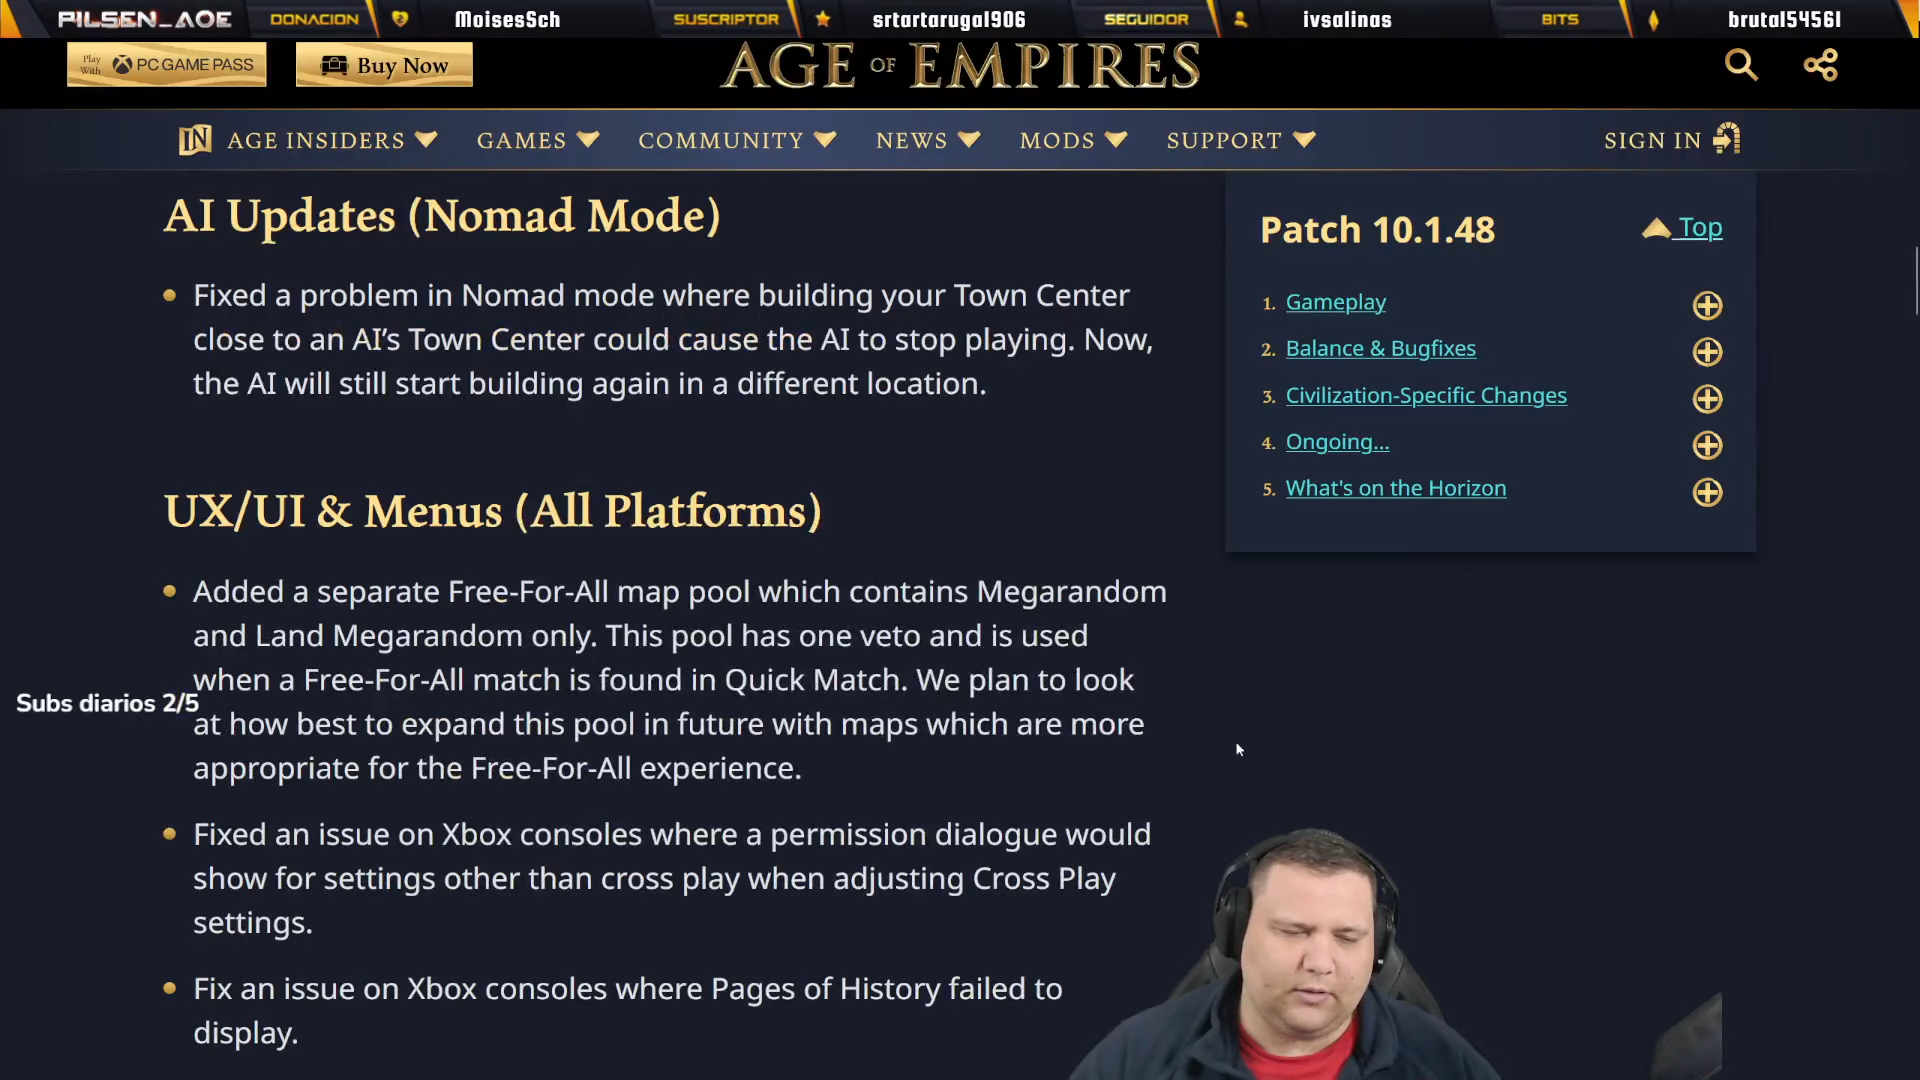 PILSEN_AOE DONACION MoisesSch SUSCRIPTOR srtartaruga1906 SEGUIDOR ivsalinas BITS brutal54561
Play With PC GAME PASS
Buy Now
AGE OF EMPIRES
IN AGE INSIDERS GAMES COMMUNITY NEWS MODS SUPPORT SIGN IN
AI Updates (Nomad Mode)
Fixed a problem in Nomad mode where building your Town Center
close to an AI’s Town Center could cause the AI to stop playing. Now,
the AI will still start building again in a different location.
UX/UI & Menus (All Platforms)
Added a separate Free-For-All map pool which contains Megarandom
and Land Megarandom only. This pool has one veto and is used
when a Free-For-All match is found in Quick Match. We plan to look
at how best to expand this pool in future with maps which are more
appropriate for the Free-For-All experience.
Fixed an issue on Xbox consoles where a permission dialogue would
show for settings other than cross play when adjusting Cross Play
settings.
Fix an issue on Xbox consoles where Pages of History failed to
display.
Subs diarios 2/5
Patch 10.1.48
Top
1. Gameplay
2. Balance & Bugfixes
3. Civilization-Specific Changes
4. Ongoing...
5. What's on the Horizon